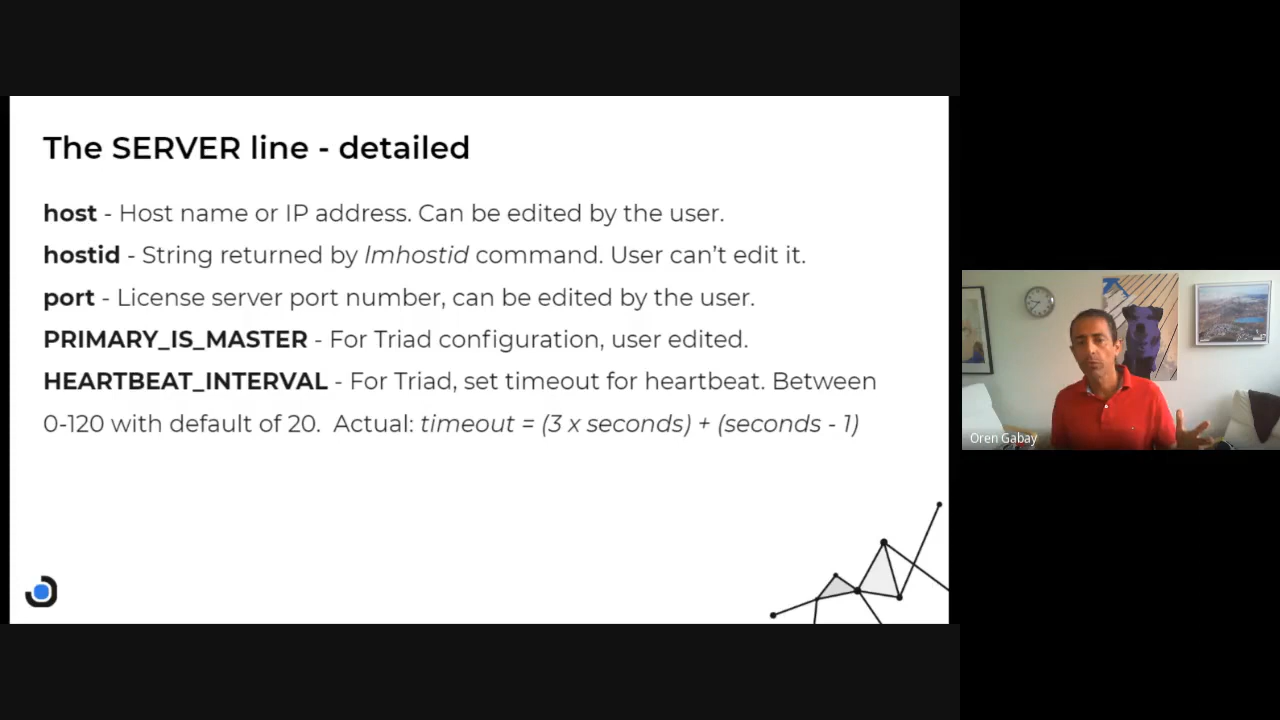 The SERVER line - detailed
host - Host name or IP address. Can be edited by the user.
hostid - String returned by lmhostid command. User can’t edit it.
port - License server port number, can be edited by the user.
PRIMARY_IS_MASTER - For Triad configuration, user edited.
HEARTBEAT_INTERVAL - For Triad, set timeout for heartbeat. Between
0-120 with default of 20.  Actual: timeout = (3 x seconds) + (seconds - 1)
Oren Gabay